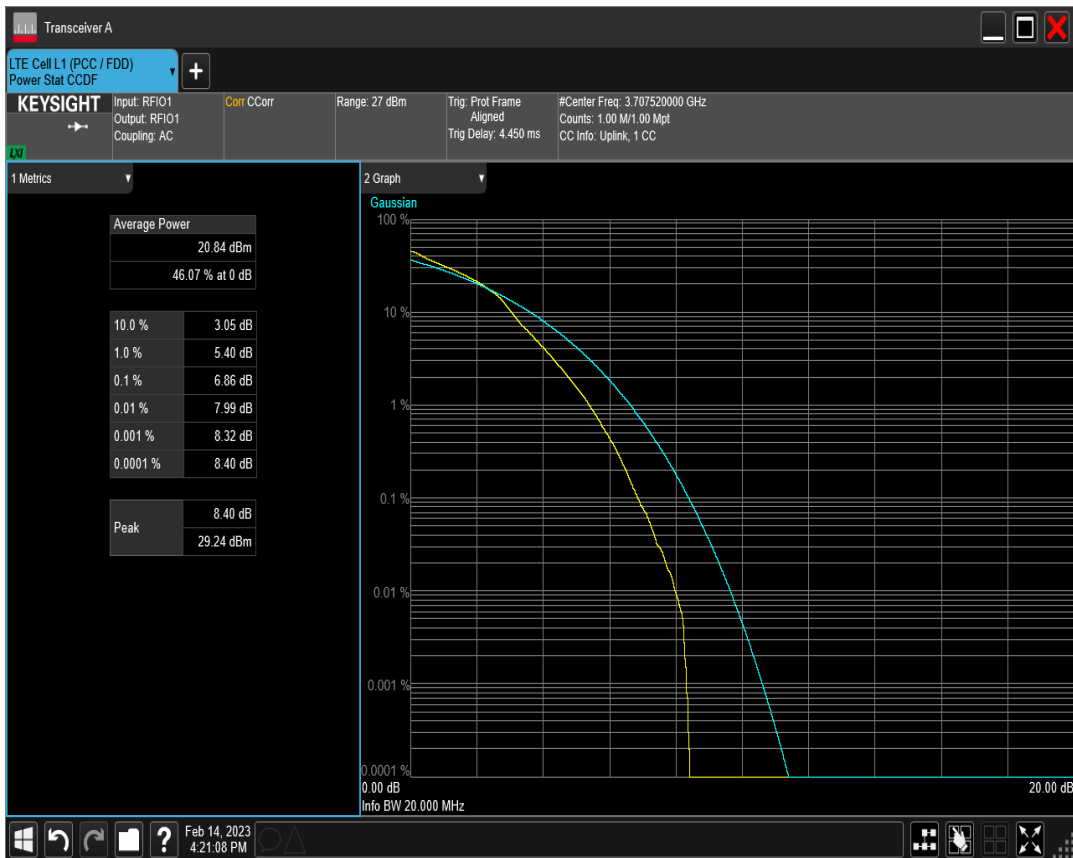 Transceiver A
LTE Cell L1 (PCC / FDD)
Power Stat CCDF
+
KEYSIGHT
LXI
Input: RFIO1
Output: RFIO1
Coupling: AC
Corr CCorr
Range: 27 dBm
Trig: Prot Frame
Aligned
Trig Delay: 4.450 ms
#Center Freq: 3.707520000 GHz
Counts: 1.00 M/1.00 Mpt
CC Info: Uplink, 1 CC
1 Metrics
Average Power
20.84 dBm
46.07 % at 0 dB
10.0 % 3.05 dB
1.0 % 5.40 dB
0.1 % 6.86 dB
0.01 % 7.99 dB
0.001 % 8.32 dB
0.0001 % 8.40 dB
Peak 8.40 dB
29.24 dBm
2 Graph
Gaussian
100 %
10 %
1 %
0.1 %
0.01 %
0.001 %
0.0001 %
0.00 dB 20.00 dB
Info BW 20.000 MHz
?
Feb 14, 2023
4:21:08 PM